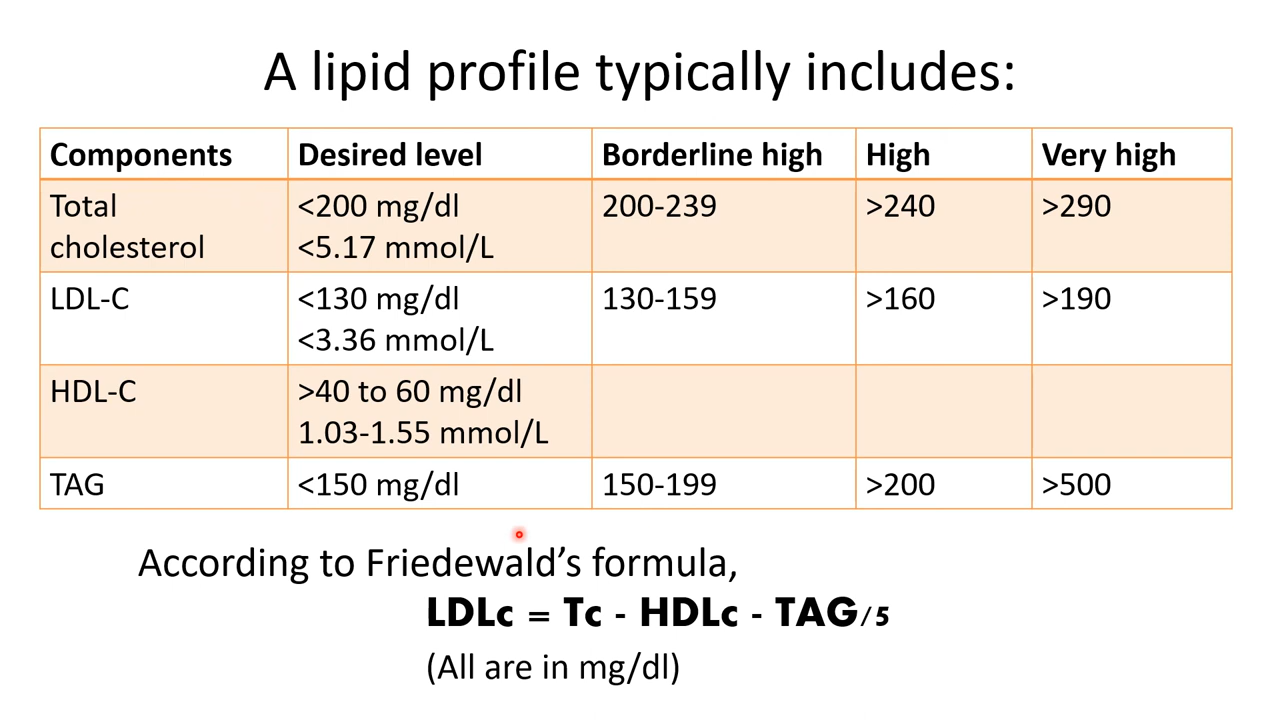 A lipid profile typically includes:
Components Desired level Borderline high High Very high
Total cholesterol <200 mg/dl <5.17 mmol/L 200-239 >240 >290
LDL-C <130 mg/dl <3.36 mmol/L 130-159 >160 >190
HDL-C >40 to 60 mg/dl 1.03-1.55 mmol/L
TAG <150 mg/dl 150-199 >200 >500
According to Friedewald’s formula,
LDLc = Tc - HDLc - TAG/5
(All are in mg/dl)